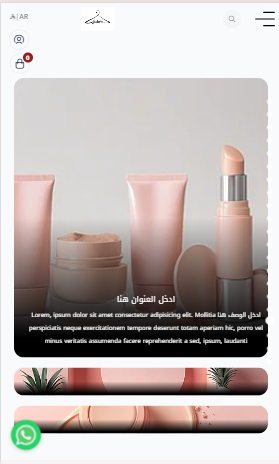 AR
0
ادخل العنوان هنا
ادخل الوصف هنا Lorem, ipsum dolor sit amet consectetur adipisicing elit. Mollitia
perspiciatis neque exercitationem tempore deserunt totam aperiam hic, porro vel
minus veritatis assumenda facere reprehenderit a sed, ipsum, laudanti